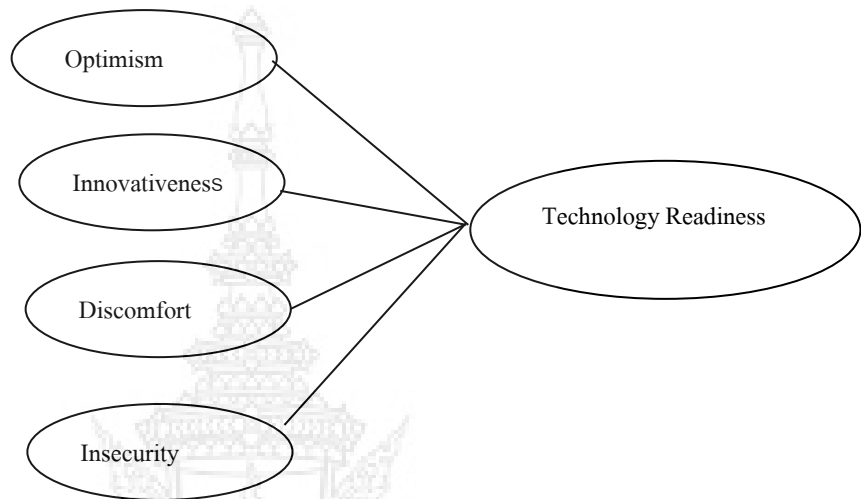 Optimism
Innovativeness
Technology Readiness
Discomfort
Insecurity